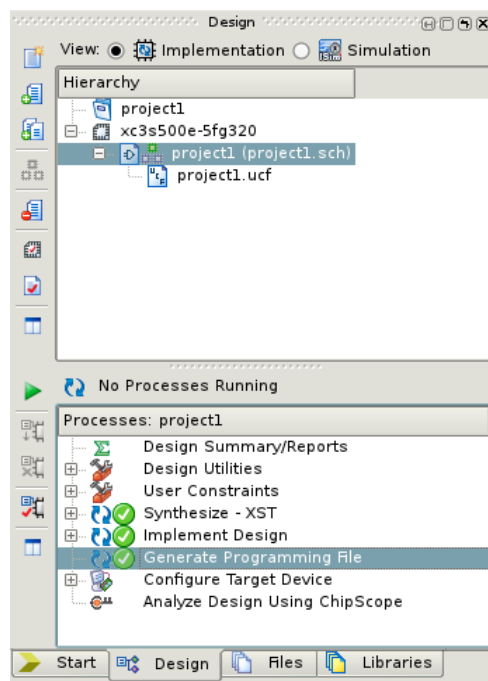 Design
View: Implementation Simulation
Hierarchy
project1
xc3s500e-5fg320
project1 (project1.sch)
project1.ucf
No Processes Running
Processes: project1
Design Summary/Reports
Design Utilities
User Constraints
Synthesize - XST
Implement Design
Generate Programming File
Configure Target Device
Analyze Design Using ChipScope
Start Design Files Libraries